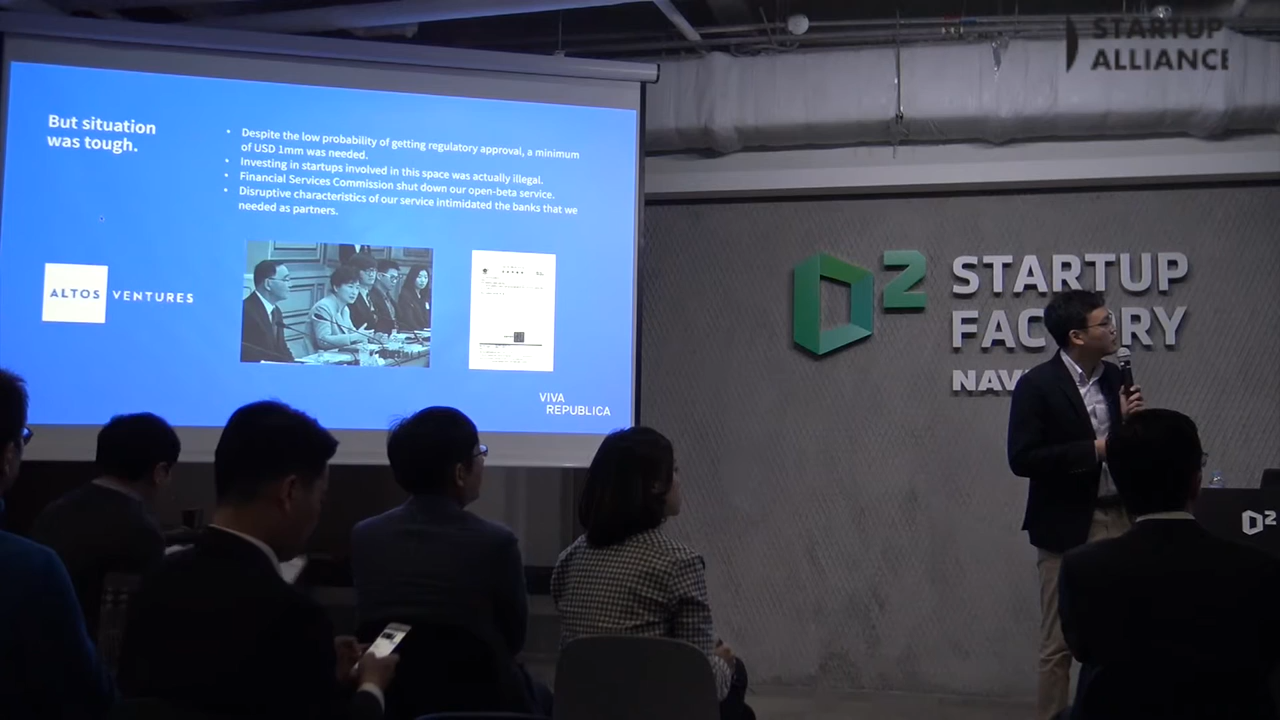 STARTUP
ALLIANCE
But situation
was tough.
• Despite the low probability of getting regulatory approval, a minimum
of USD 1mm was needed.
• Investing in startups involved in this space was actually illegal.
• Financial Services Commission shut down our open-beta service.
• Disruptive characteristics of our service intimidated the banks that we
needed as partners.
ALTOS VENTURES
VIVA
REPUBLICA
D2 STARTUP
FACTORY
D2